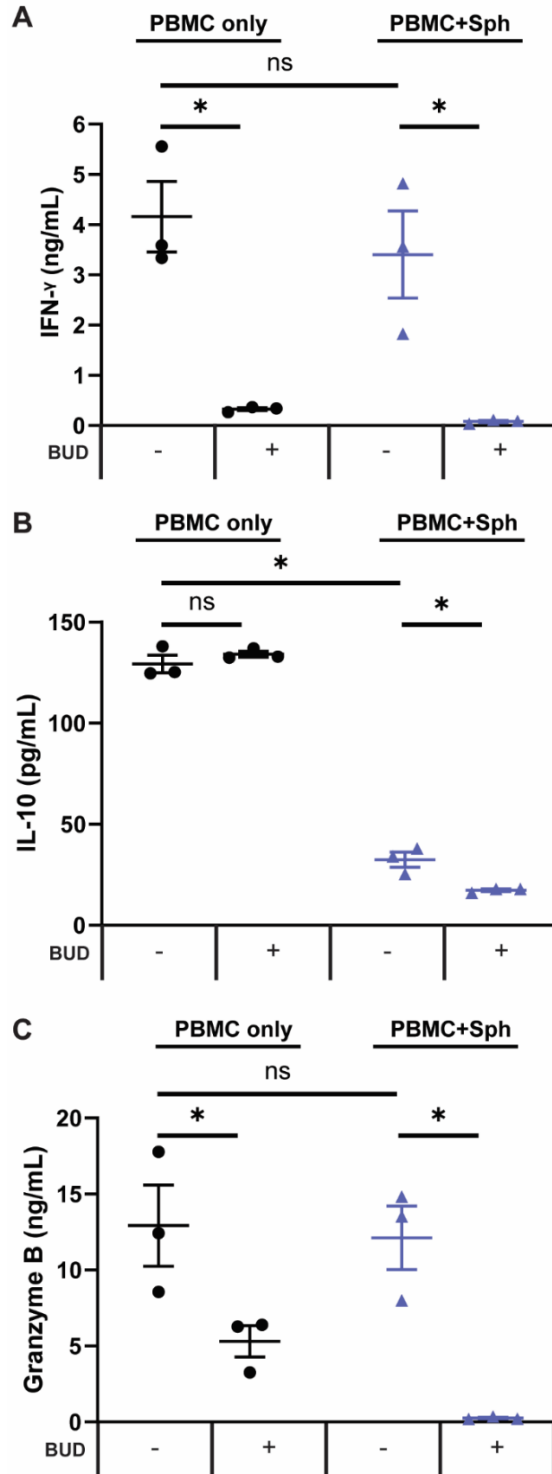 A
PBMC only PBMC+Sph
ns
* *
6
5
4
3
2
1
0
IFN-γ (ng/mL)
BUD - + - +
B
PBMC only PBMC+Sph
*
ns *
150
100
50
0
IL-10 (pg/mL)
BUD - + - +
C
PBMC only PBMC+Sph
ns
* *
20
15
10
5
0
Granzyme B (ng/mL)
BUD - + - +